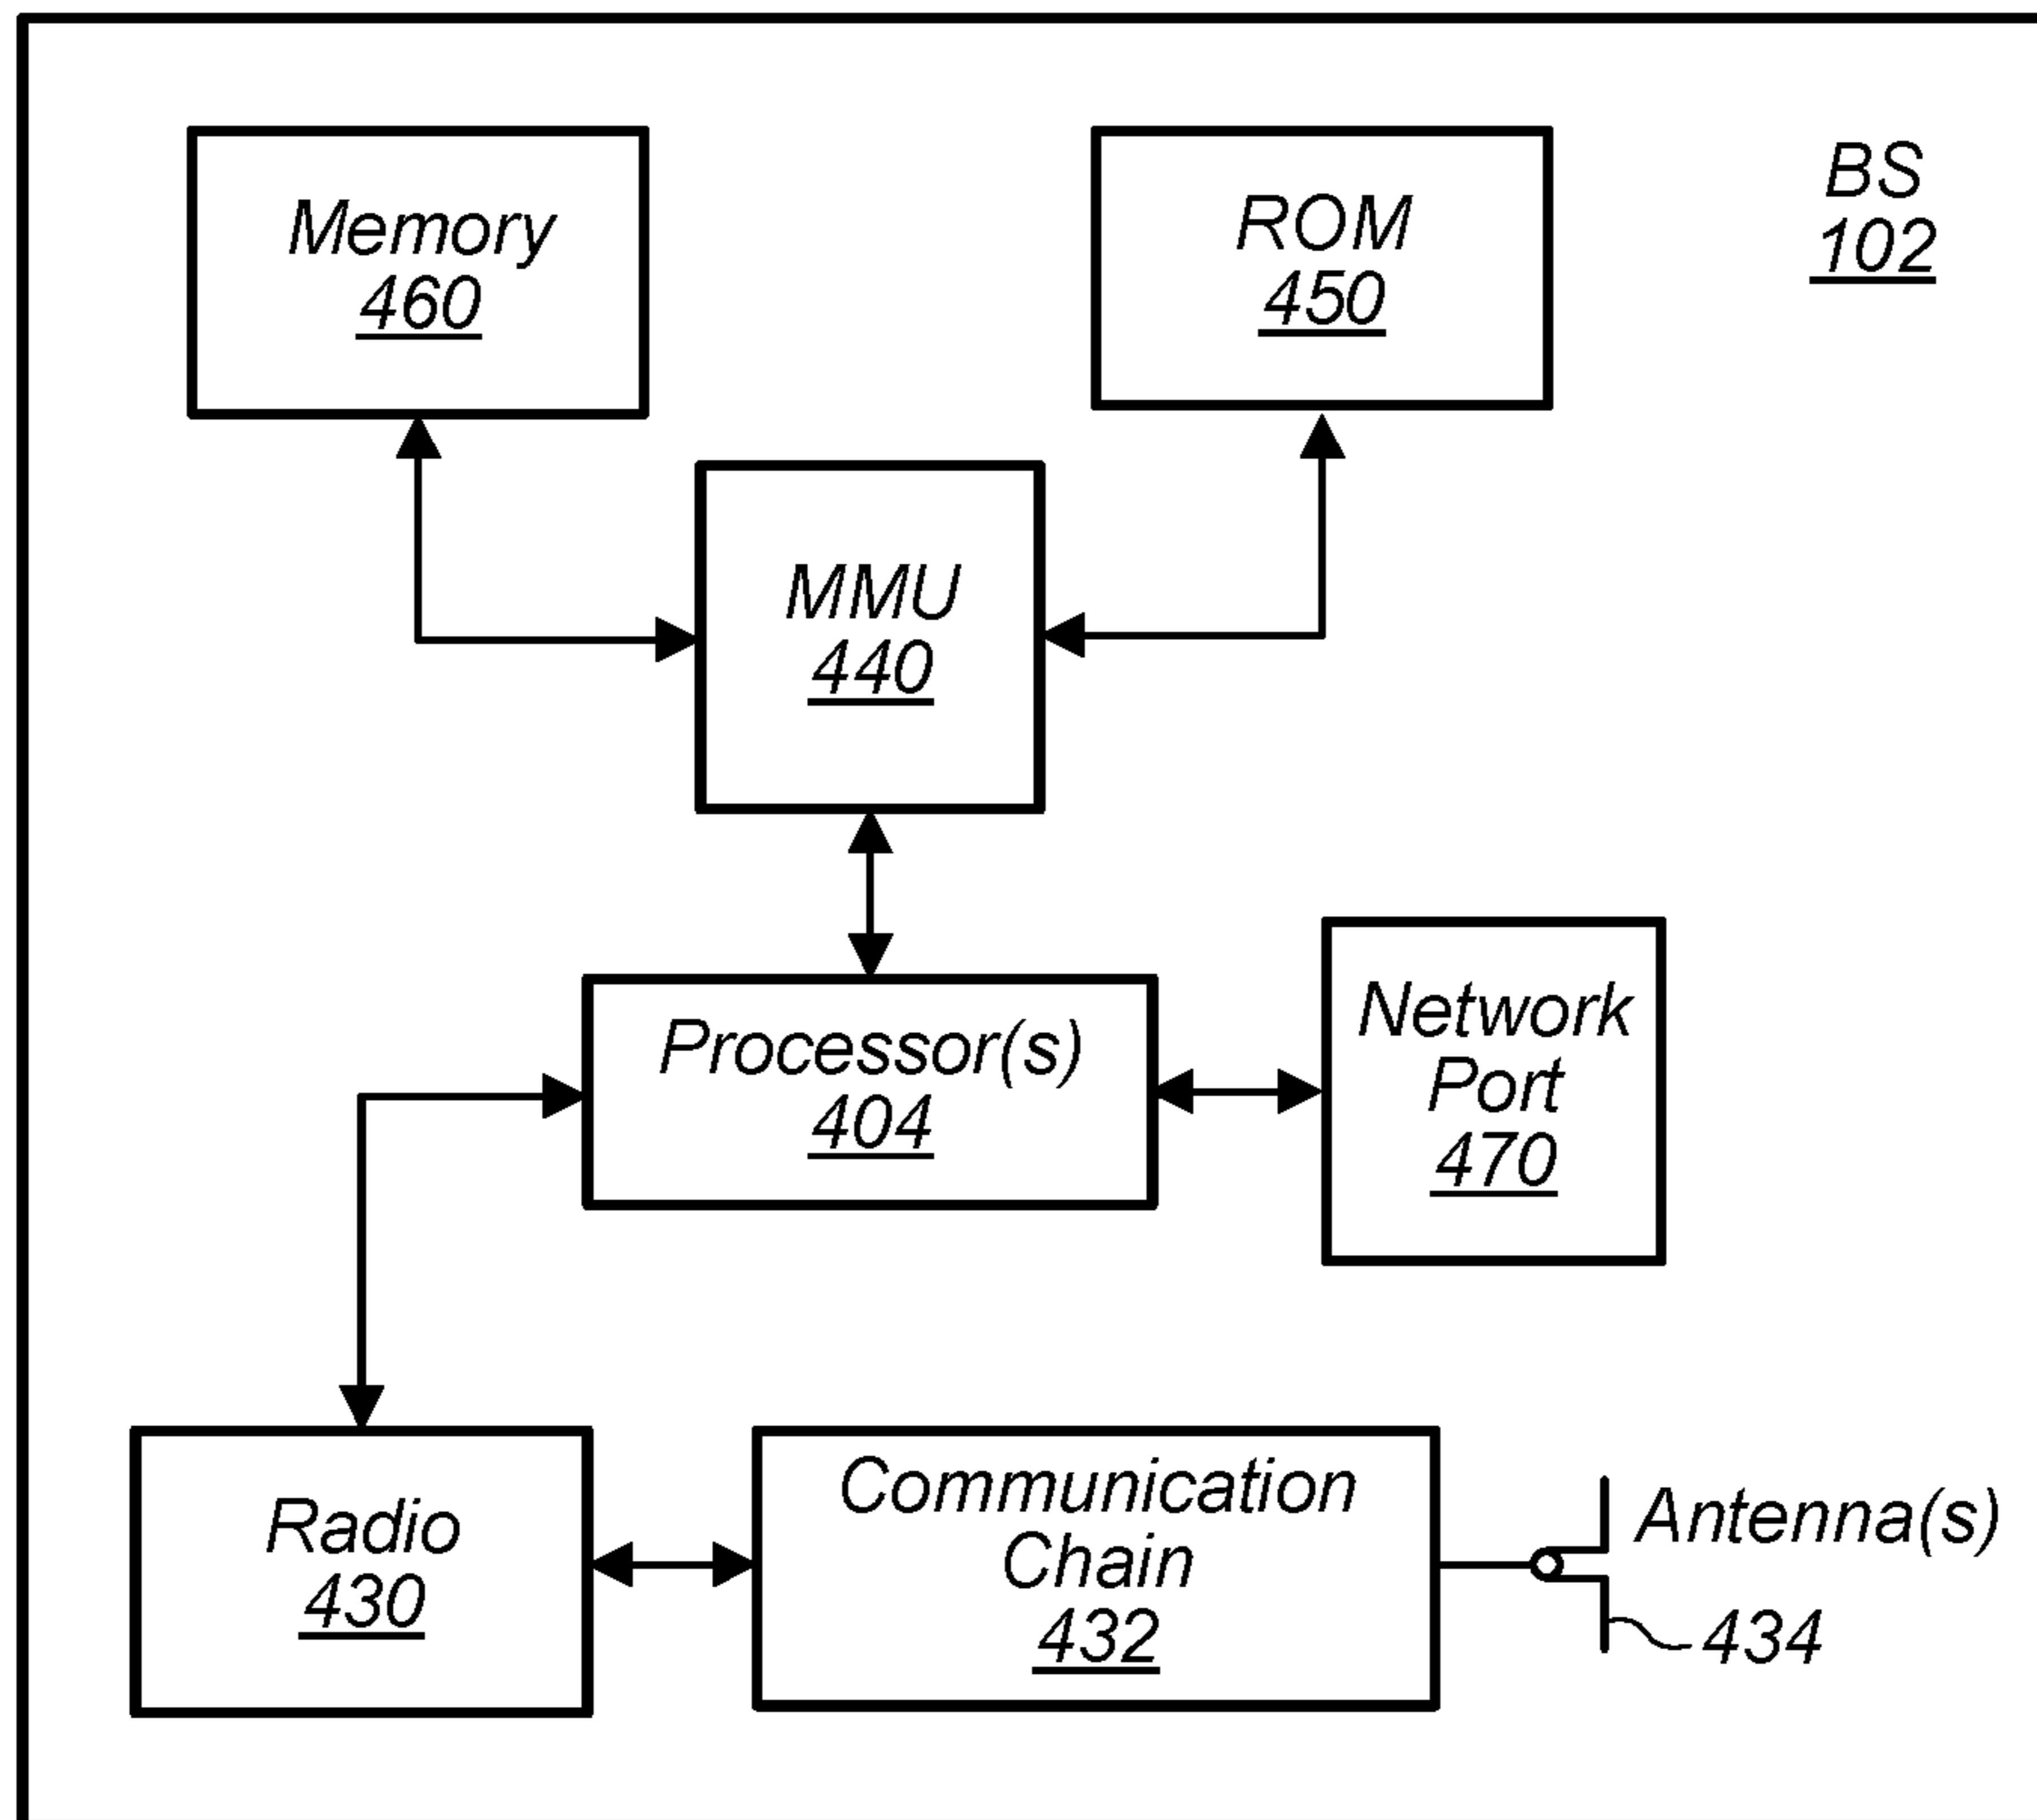 Memory
460
ROM
450
BS
102
MMU
440
Processor(s)
404
Network
Port
470
Radio
430
Communication
Chain
432
Antenna(s)
434